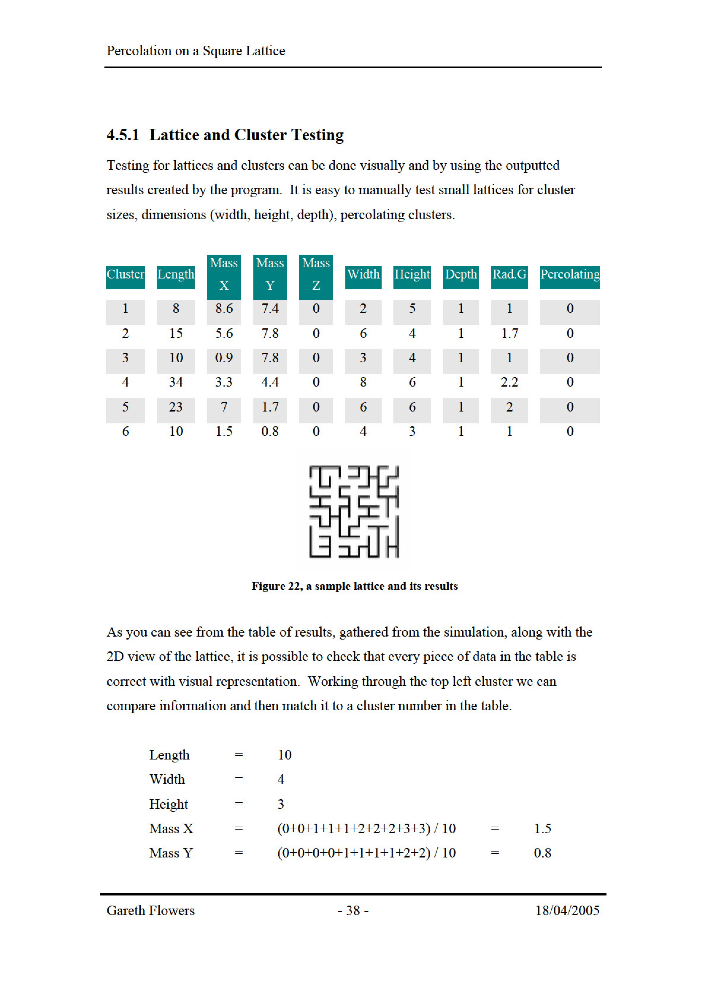 Percolation on a Square Lattice
4.5.1 Lattice and Cluster Testing
Testing for lattices and clusters can be done visually and by using the outputted
results created by the program. It is easy to manually test small lattices for cluster
sizes, dimensions (width, height, depth), percolating clusters.
Cluster Length Mass X Mass Y Mass Z Width Height Depth Rad.G Percolating
1 8 8.6 7.4 0 2 5 1 1 0
2 15 5.6 7.8 0 6 4 1 1.7 0
3 10 0.9 7.8 0 3 4 1 1 0
4 34 3.3 4.4 0 8 6 1 2.2 0
5 23 7 1.7 0 6 6 1 2 0
6 10 1.5 0.8 0 4 3 1 1 0
Figure 22, a sample lattice and its results
As you can see from the table of results, gathered from the simulation, along with the
2D view of the lattice, it is possible to check that every piece of data in the table is
correct with visual representation. Working through the top left cluster we can
compare information and then match it to a cluster number in the table.
Length = 10
Width = 4
Height = 3
Mass X = (0+0+1+1+1+2+2+2+3+3) / 10 = 1.5
Mass Y = (0+0+0+0+1+1+1+1+2+2) / 10 = 0.8
Gareth Flowers - 38 - 18/04/2005